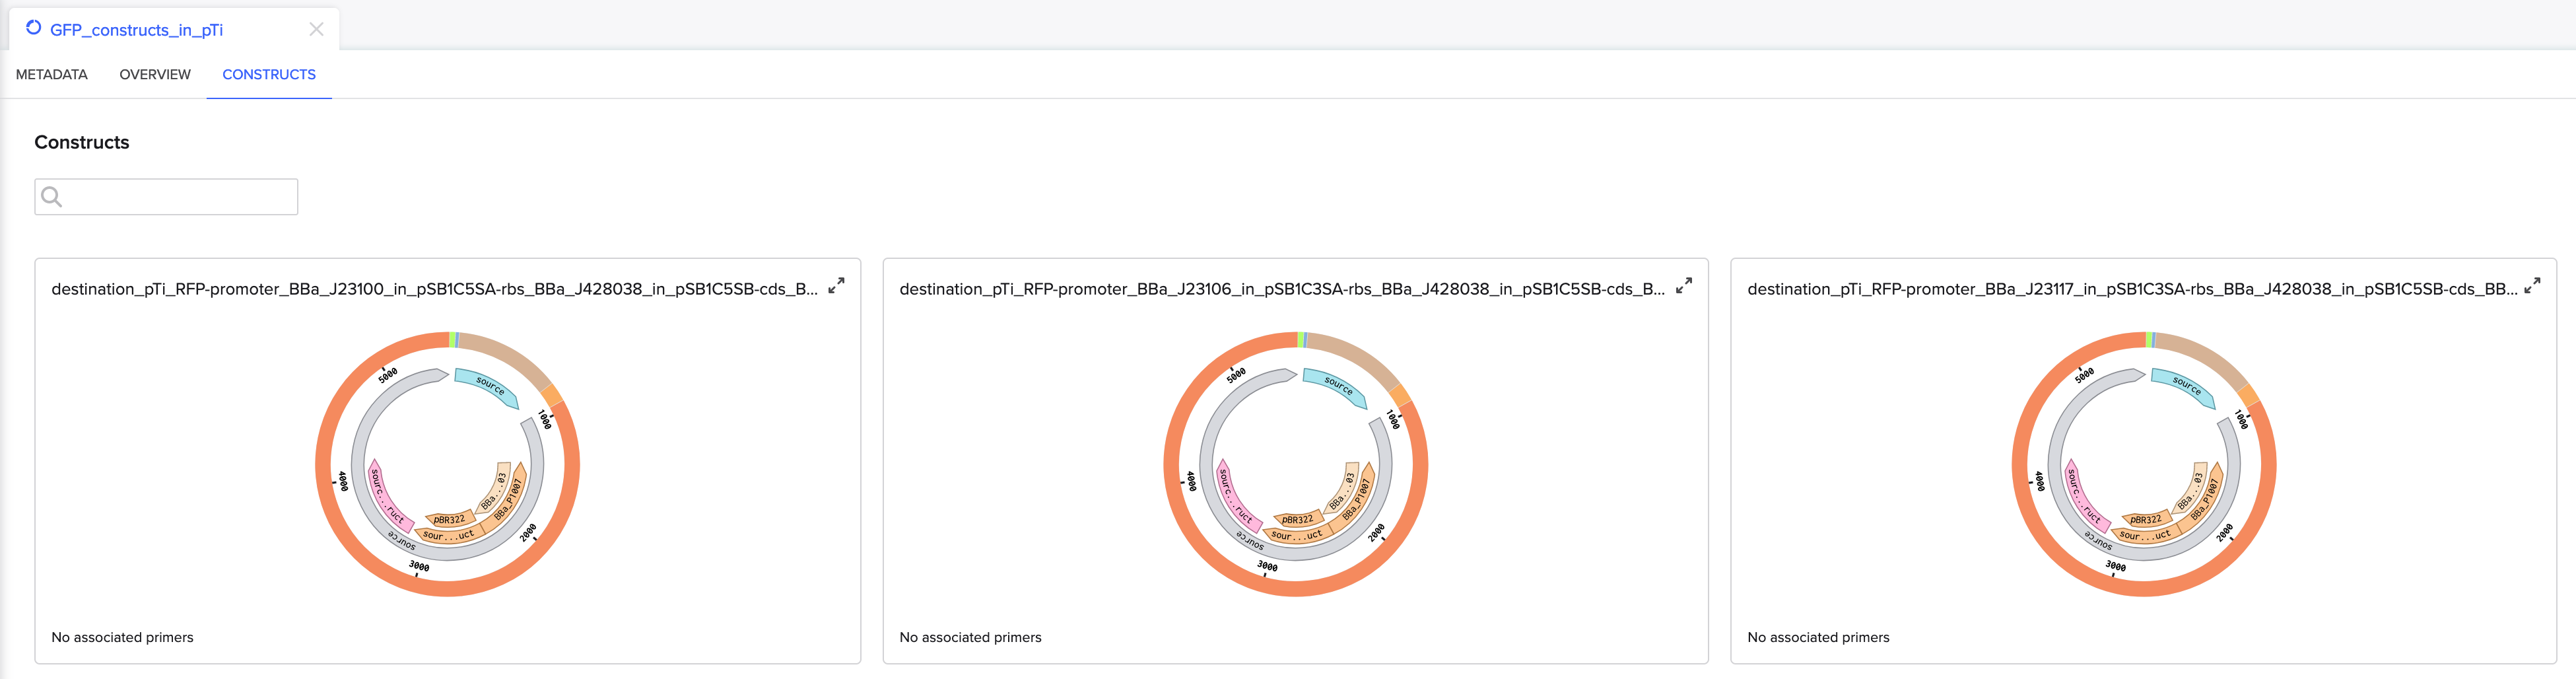 GFP_constructs_in_pTi
METADATA OVERVIEW CONSTRUCTS
Constructs
destination_pTi_RFP-promoter_BBa_J23100_in_pSB1C5SA-rbs_BBa_J428038_in_pSB1C5SB-cds_B...
source
5000
1000
4000
sourc...ruct
BBa...03
BBa_P1007
pBR322
sour...uct
source
2000
3000
No associated primers
destination_pTi_RFP-promoter_BBa_J23106_in_pSB1C3SA-rbs_BBa_J428038_in_pSB1C5SB-cds_B...
source
5000
1000
4000
sourc...ruct
BBa...03
BBa_P1007
pBR322
sour...uct
source
2000
3000
No associated primers
destination_pTi_RFP-promoter_BBa_J23117_in_pSB1C3SA-rbs_BBa_J428038_in_pSB1C5SB-cds_BB...
source
5000
1000
4000
sourc...ruct
BBa...03
BBa_P1007
pBR322
sour...uct
source
2000
3000
No associated primers